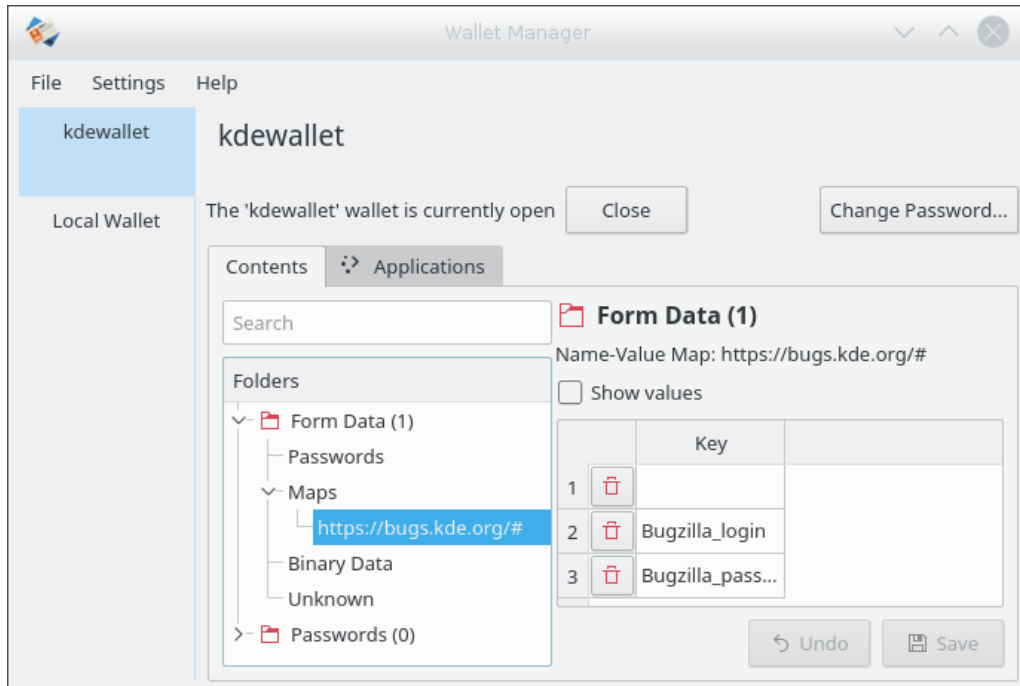 Wallet Manager
File Settings Help
kdewallet
Local Wallet
kdewallet
The 'kdewallet' wallet is currently open Close Change Password...
Contents Applications
Search
Folders
Form Data (1)
Passwords
Maps
https://bugs.kde.org/#
Binary Data
Unknown
Passwords (0)
Form Data (1)
Name-Value Map: https://bugs.kde.org/#
Show values
Key
1
2 Bugzilla_login
3 Bugzilla_pass...
Undo Save